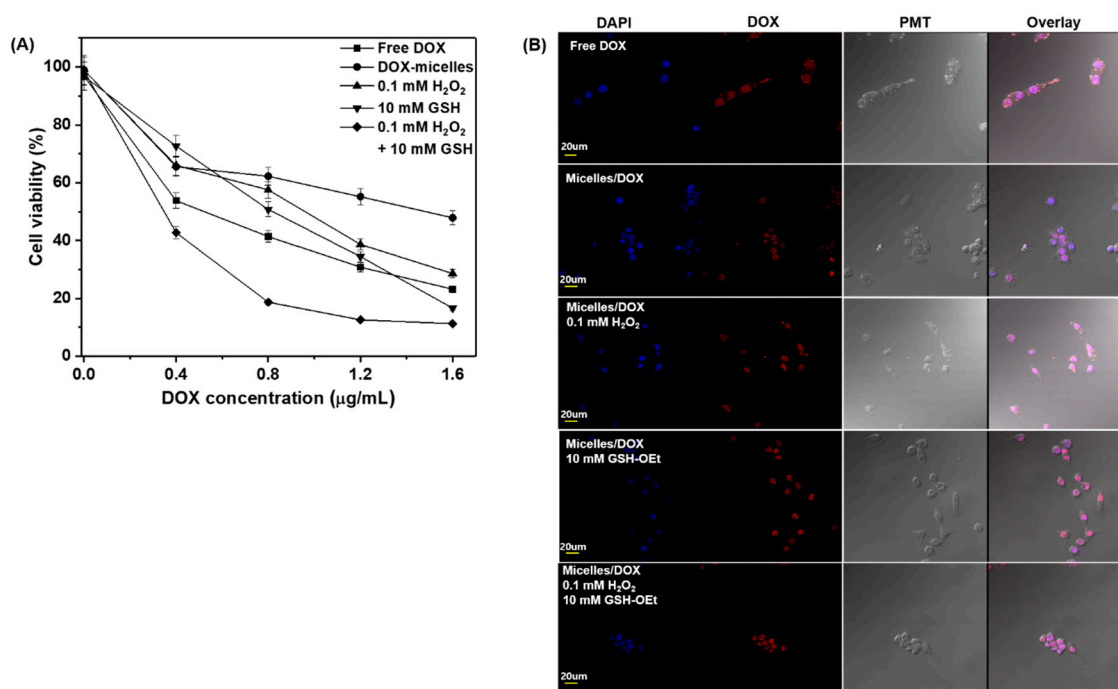 (A)
100
80
60
40
20
0
Cell viability (%)
0.0 0.4 0.8 1.2 1.6
DOX concentration (μg/mL)
Free DOX
DOX-micelles
0.1 mM H₂O₂
10 mM GSH
0.1 mM H₂O₂
+ 10 mM GSH
(B)
DAPI DOX PMT Overlay
Free DOX
20um
Micelles/DOX
20um
Micelles/DOX
0.1 mM H₂O₂
20um
Micelles/DOX
10 mM GSH-OEt
20um
Micelles/DOX
0.1 mM H₂O₂
10 mM GSH-OEt
20um